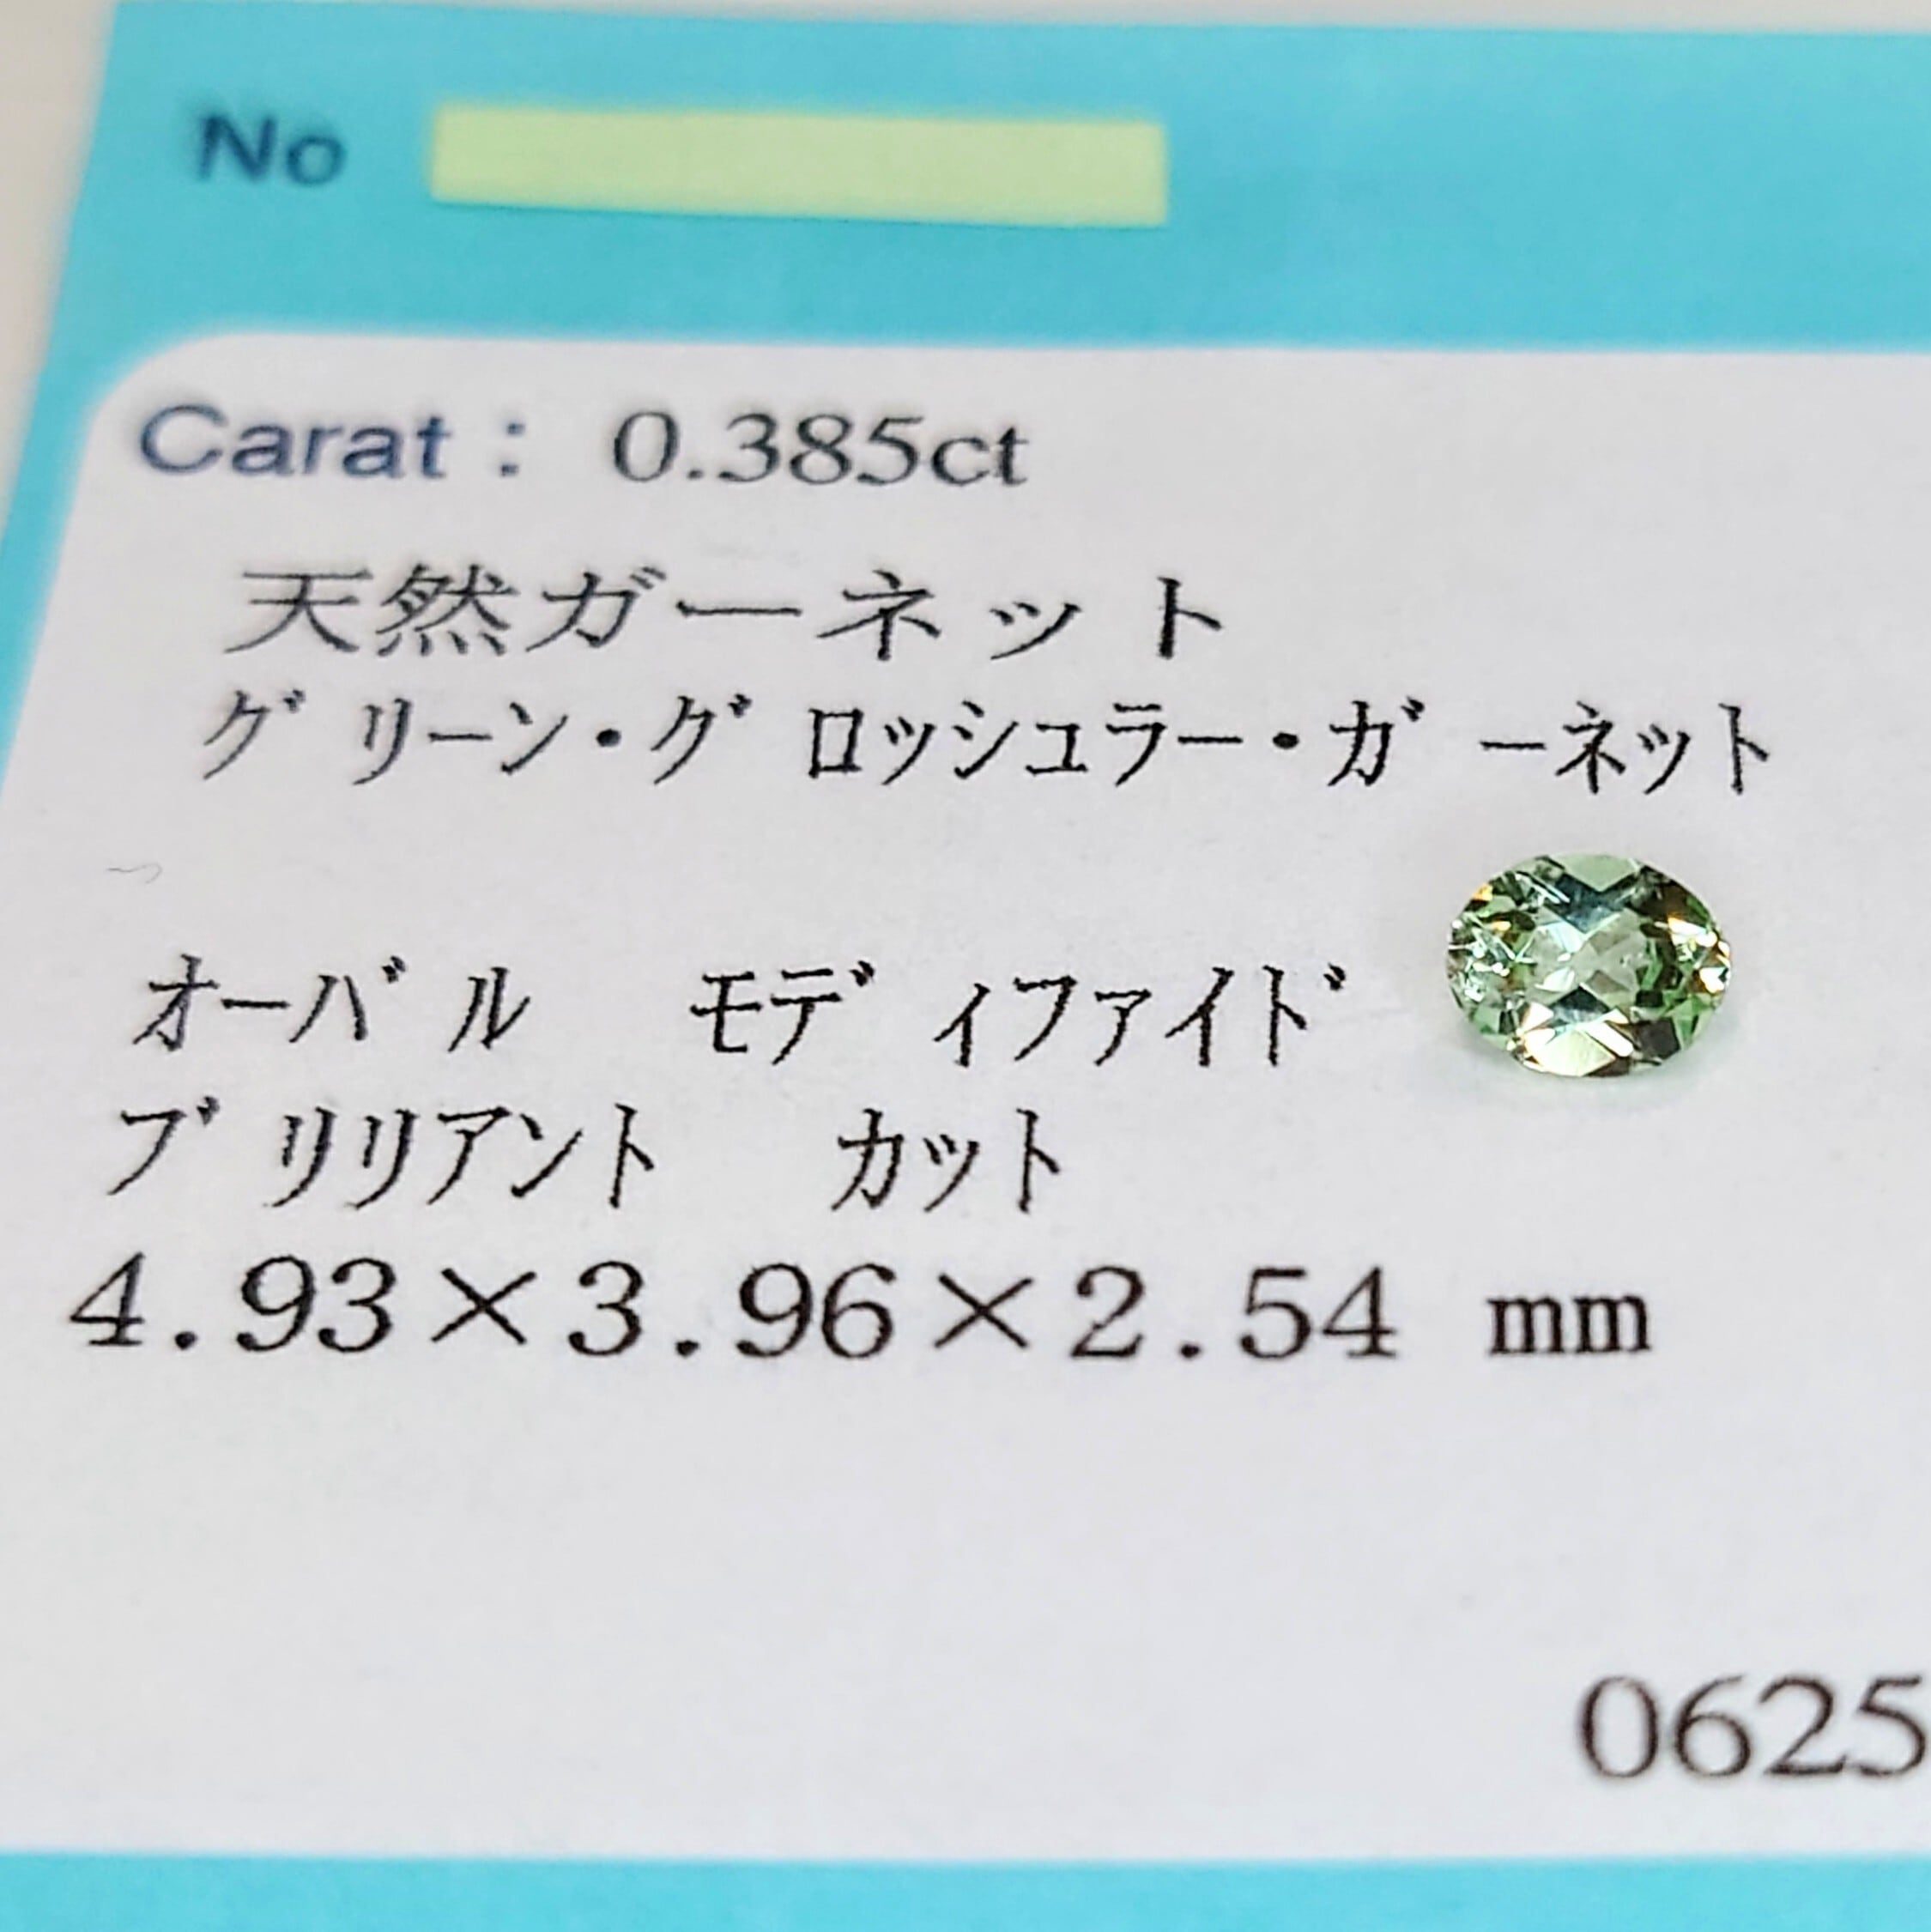 No
Carat : 0.385ct
天然ガーネット
グリーン・グロッシュラー・ガーネット
オーバル モディファイド
ブリリアント カット
4.93×3.96×2.54 mm
0625